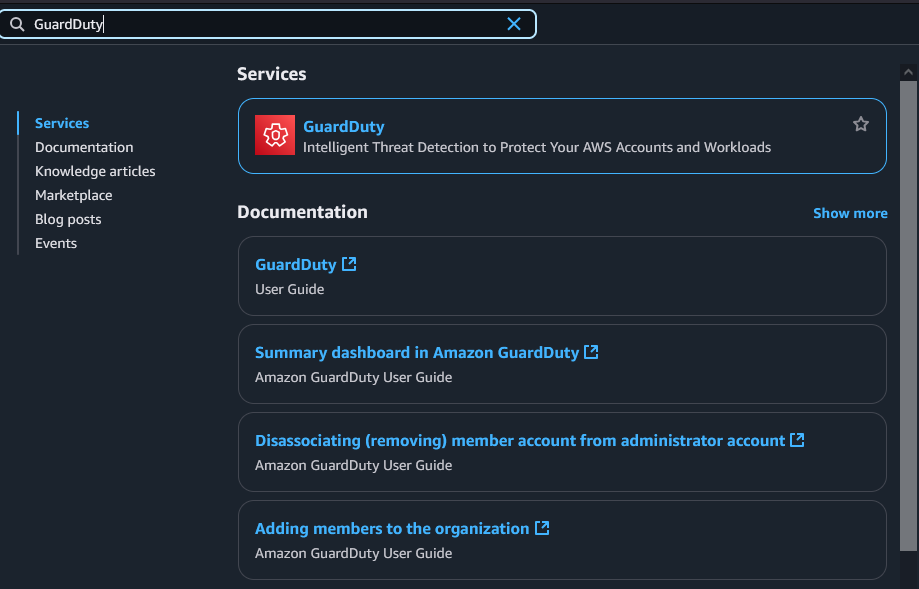 GuardDuty
Services
Documentation
Knowledge articles
Marketplace
Blog posts
Events
Services
GuardDuty
Intelligent Threat Detection to Protect Your AWS Accounts and Workloads
Documentation
Show more
GuardDuty
User Guide
Summary dashboard in Amazon GuardDuty
Amazon GuardDuty User Guide
Disassociating (removing) member account from administrator account
Amazon GuardDuty User Guide
Adding members to the organization
Amazon GuardDuty User Guide